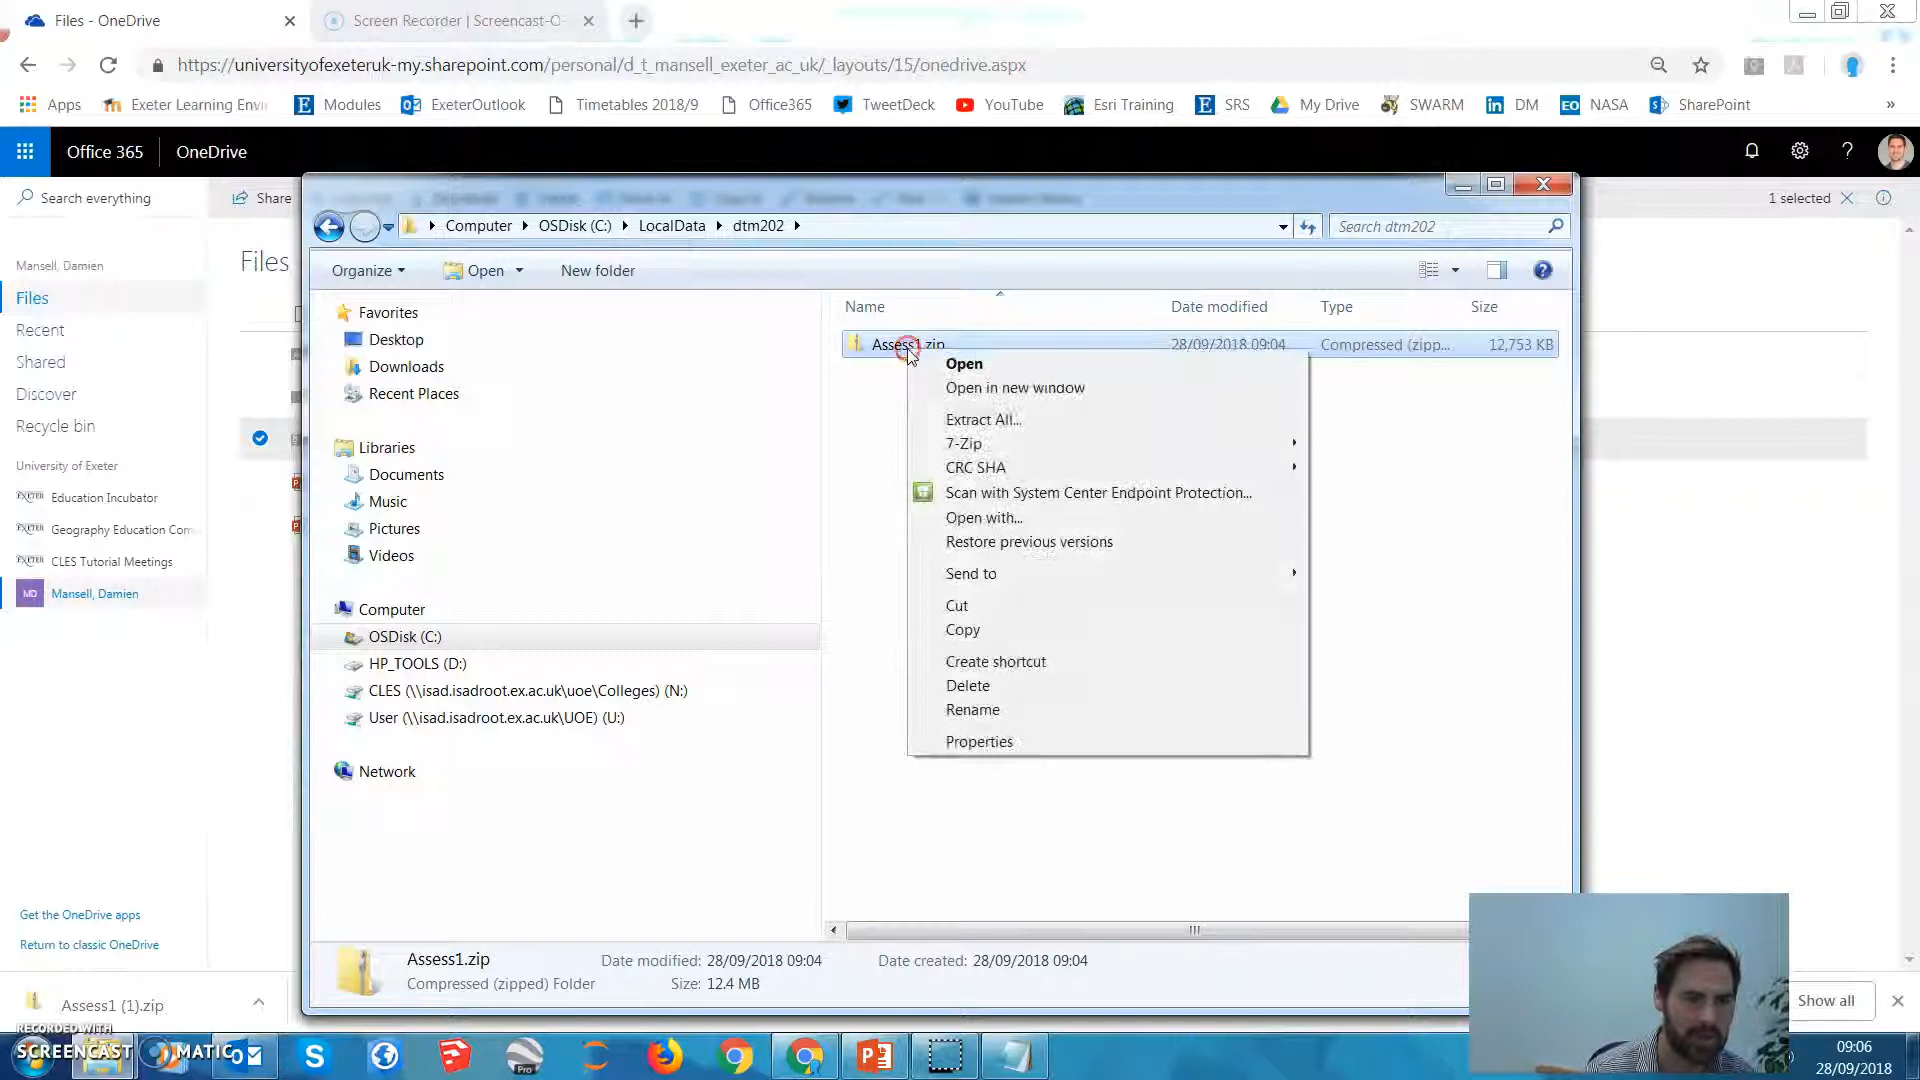 Files - OneDrive
Screen Recorder | Screencast-O-
https://universityofexeteruk-my.sharepoint.com/personal/d_t_mansell_exeter_ac_uk/_layouts/15/onedrive.aspx
Apps
Exeter Learning Envi
Modules
ExeterOutlook
Timetables 2018/9
Office365
TweetDeck
YouTube
Esri Training
SRS
My Drive
SWARM
DM
NASA
SharePoint
»
Office 365
OneDrive
?
Search everything
Share
1 selected
Computer
OSDisk (C:)
LocalData
dtm202
Search dtm202
Mansell, Damien
Files
Organize
Open
New folder
Files
Recent
Shared
Discover
Recycle bin
University of Exeter
Education Incubator
Geography Education Com
CLES Tutorial Meetings
MD Mansell, Damien
Get the OneDrive apps
Return to classic OneDrive
Favorites
Desktop
Downloads
Recent Places
Libraries
Documents
Music
Pictures
Videos
Computer
OSDisk (C:)
HP_TOOLS (D:)
CLES (\\isad.isadroot.ex.ac.uk\uoe\Colleges) (N:)
User (\\isad.isadroot.ex.ac.uk\UOE) (U:)
Network
Name
Date modified
Type
Size
Assess1.zip
28/09/2018 09:04
Compressed (zipp...
12,753 KB
Open
Open in new window
Extract All...
7-Zip
CRC SHA
Scan with System Center Endpoint Protection...
Open with...
Restore previous versions
Send to
Cut
Copy
Create shortcut
Delete
Rename
Properties
Assess1.zip
Date modified: 28/09/2018 09:04
Date created: 28/09/2018 09:04
Compressed (zipped) Folder
Size: 12.4 MB
Assess1 (1).zip
Show all
RECORDED WITH
SCREENCAST MATIC
Pro
09:06
28/09/2018